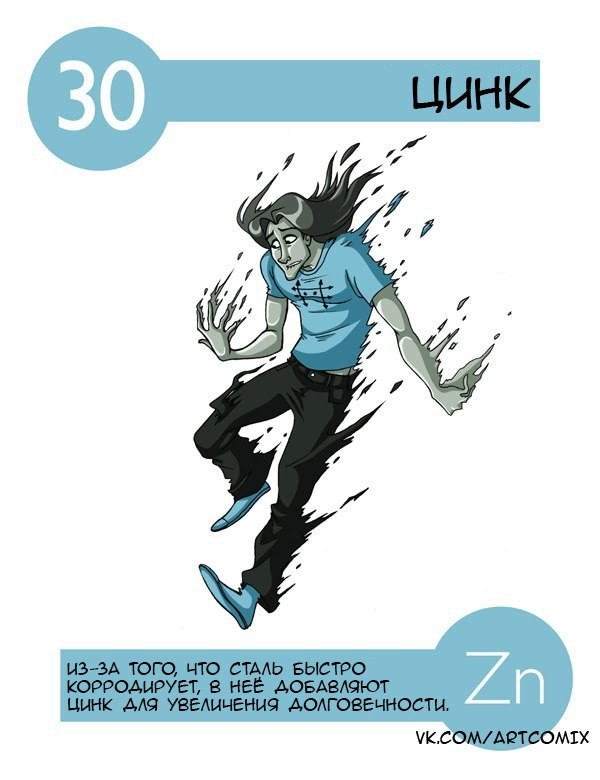 30
ЦИНК
ИЗ-ЗА ТОГО, ЧТО СТАЛЬ БЫСТРО
КОРРОДИРУЕТ, В НЕЁ ДОБАВЛЯЮТ
ЦИНК ДЛЯ УВЕЛИЧЕНИЯ ДОЛГОВЕЧНОСТИ.
Zn
VK.COM/ARTCOMIX